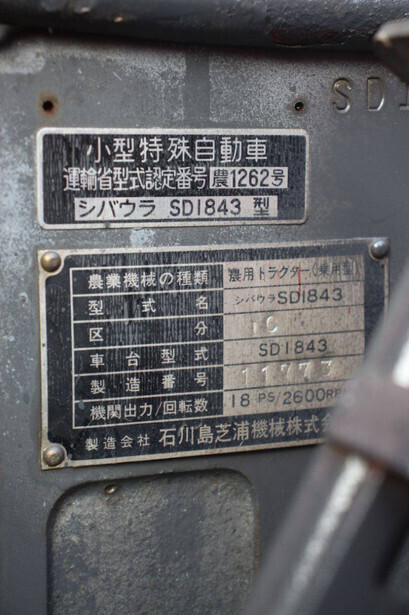 SD1
小型特殊自動車
運輸省型式認定番号 農1262号
シバウラ SD1843 型
農業機械の種類 農用トラクター(乗用型)
型式名 シバウラSD1843
区分 1C
車台型式 SD1843
製造番号 11773
機関出力/回転数 18 PS/2600RP
製造会社 石川島芝浦機械株式会